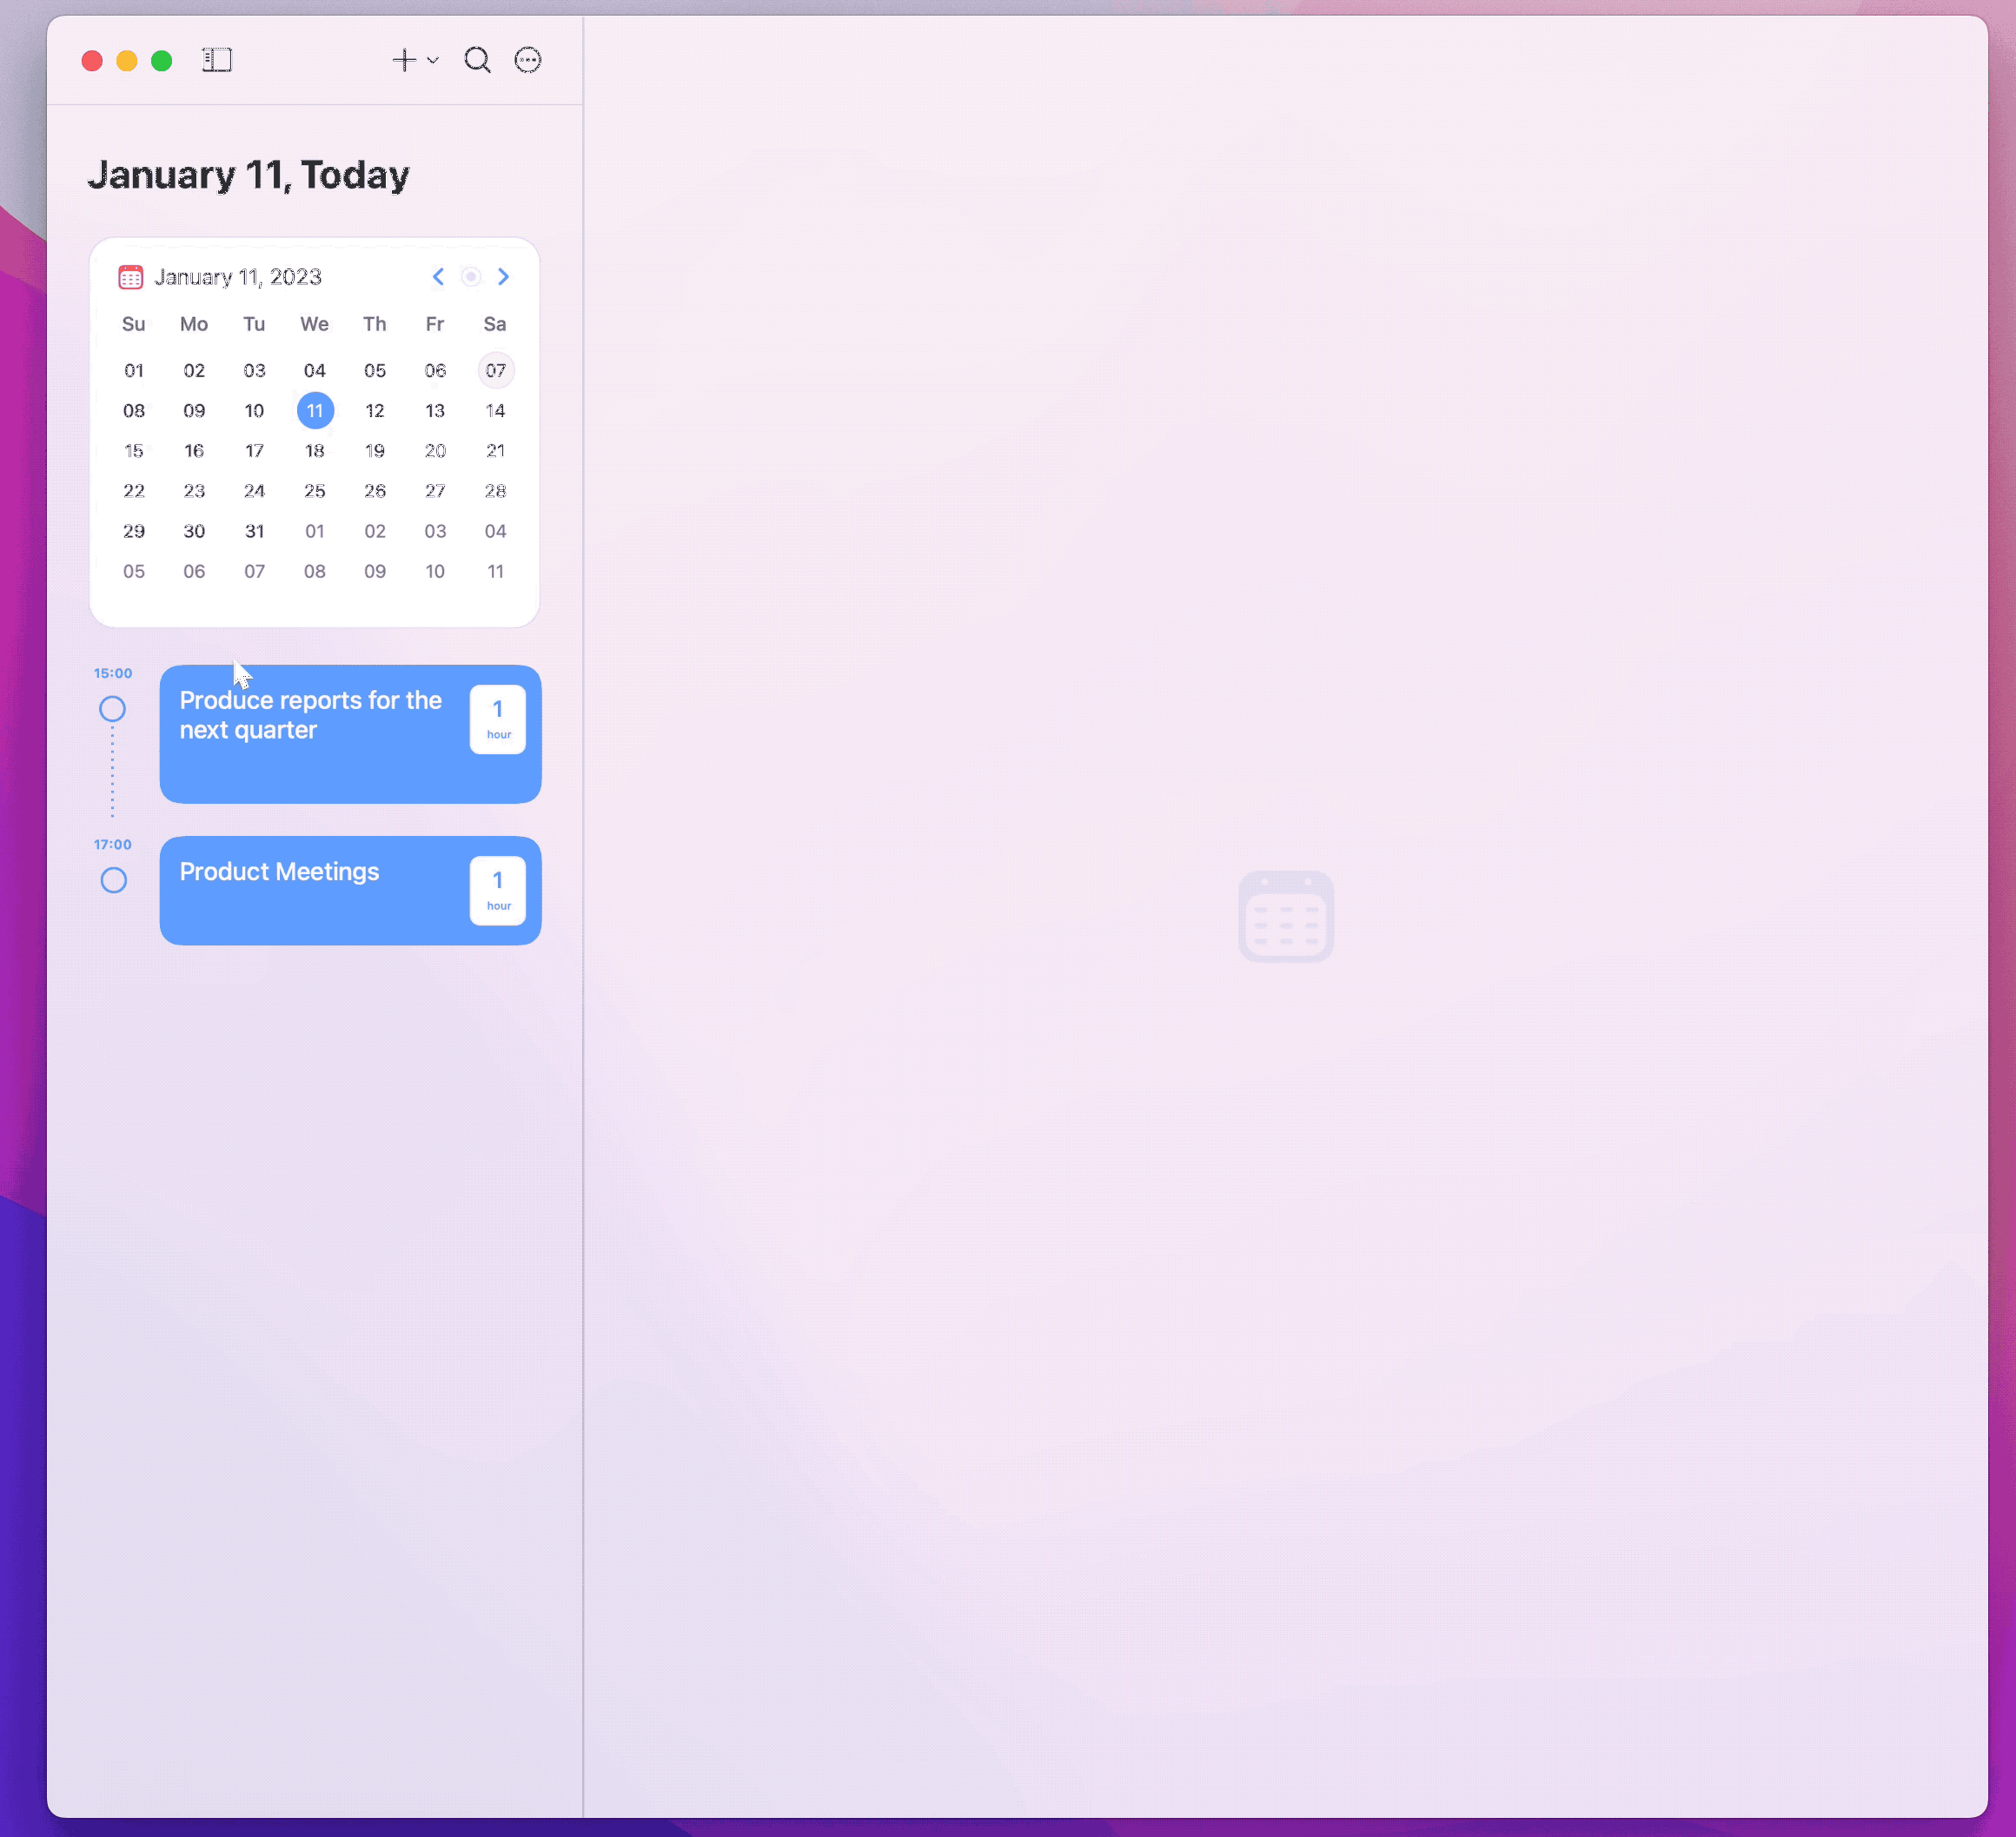 January 11, Today
January 11, 2023
Su Mo Tu We Th Fr Sa
01 02 03 04 05 06 07
08 09 10 11 12 13 14
15 16 17 18 19 20 21
22 23 24 25 26 27 28
29 30 31 01 02 03 04
05 06 07 08 09 10 11
15:00
Produce reports for the
next quarter
1
hour
17:00
Product Meetings
1
hour